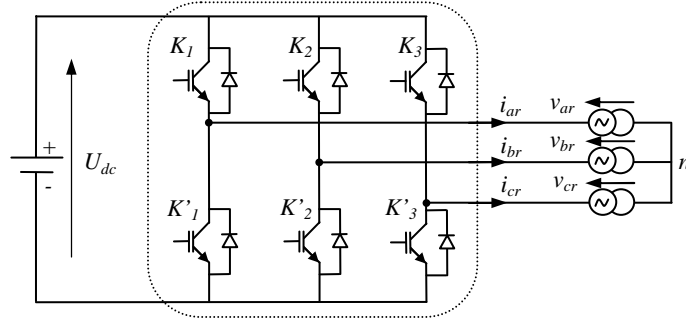 K1 K2 K3
iar var
+ Udc ibr vbr n
- icr vcr
K'1 K'2 K'3